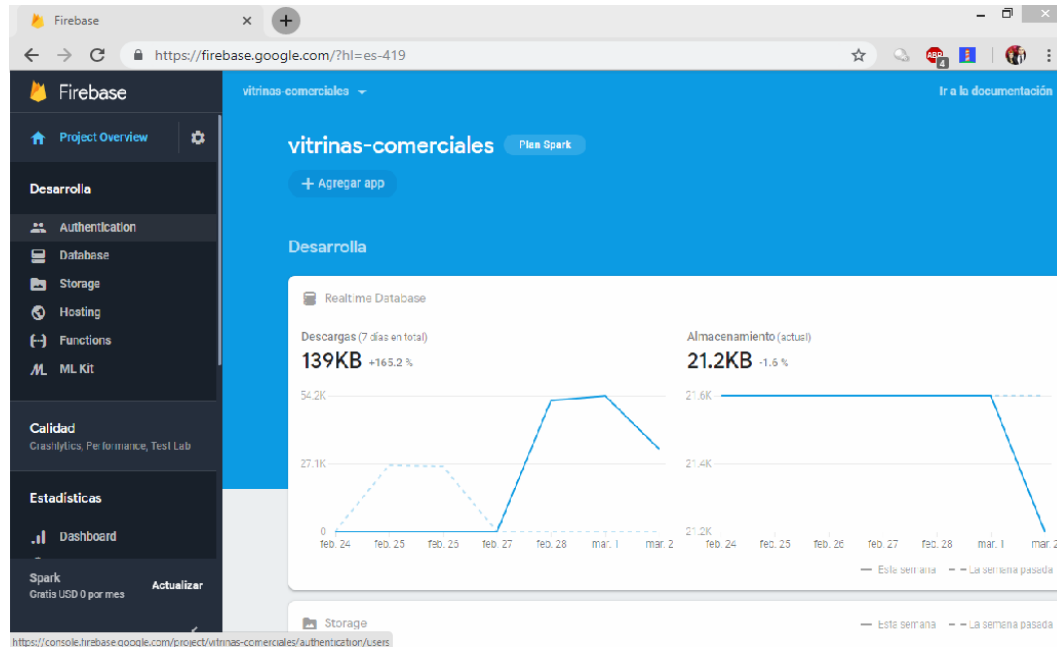 Firebase
https://firebase.google.com/?hl=es-419
ABP
4
Firebase
vitrinas-comerciales
Ir a la documentación
Project Overview
vitrinas-comerciales
Plan Spark
+ Agregar app
Desarrolla
Authentication
Database
Storage
Hosting
Functions
ML Kit
Calidad
Crashlytics, Performance, Test Lab
Estadísticas
Dashboard
Spark
Gratis USD 0 por mes
Actualizar
Desarrolla
Realtime Database
Descargas (7 días en total)
139KB +165.2 %
54.2K
27.1K
0
feb. 24 feb. 25 feb. 25 feb. 27 feb. 28 mar. 1 mar. 2
Almacenamiento (actual)
21.2KB -1.6 %
21.6K
21.4K
21.2K
feb. 24 feb. 25 feb. 26 feb. 27 feb. 28 mar. 1 mar. 2
Esta semana La semana pasada
Storage
Esta semana La semana pasada
https://console.firebase.google.com/project/vitrinas-comerciales/authentication/users